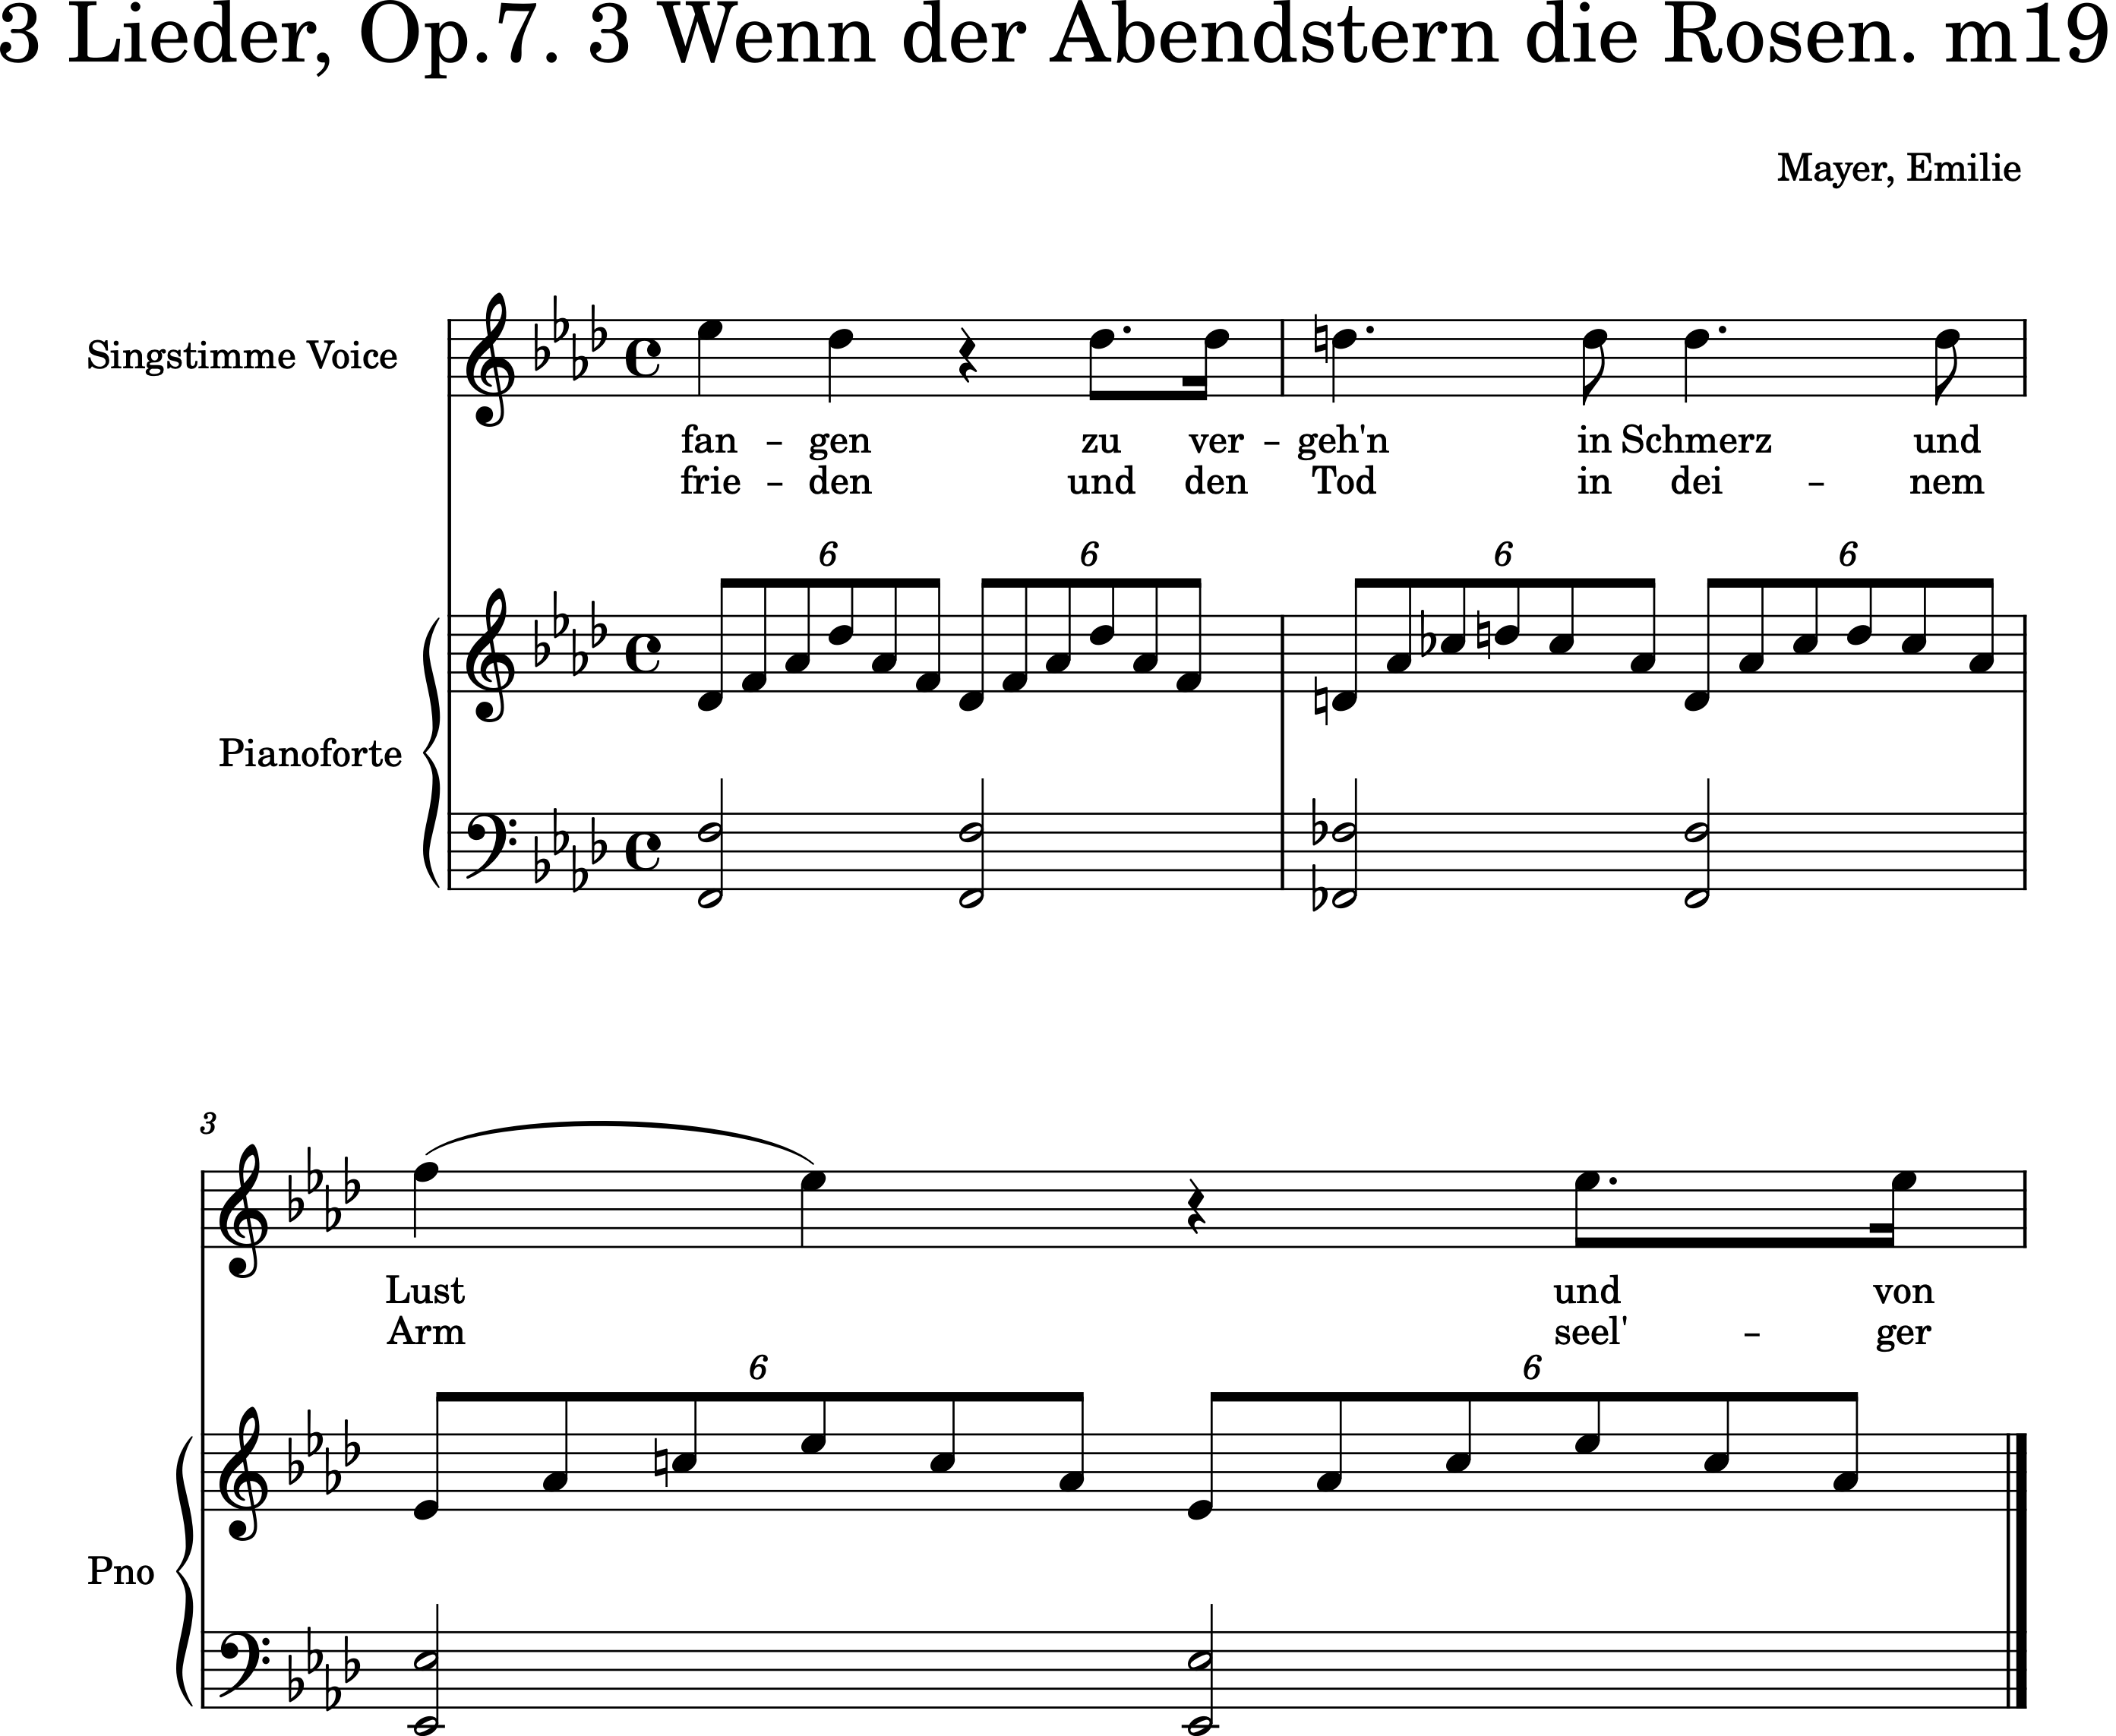 3 Lieder, Op.7. 3 Wenn der Abendstern die Rosen. m19
Mayer, Emilie
Singstimme Voice
fan - gen zu ver - geh'n in Schmerz und
frie - den und den Tod in dei - nem
6 6 6 6
Pianoforte
3
Lust und von
Arm seel' - ger
6 6
Pno